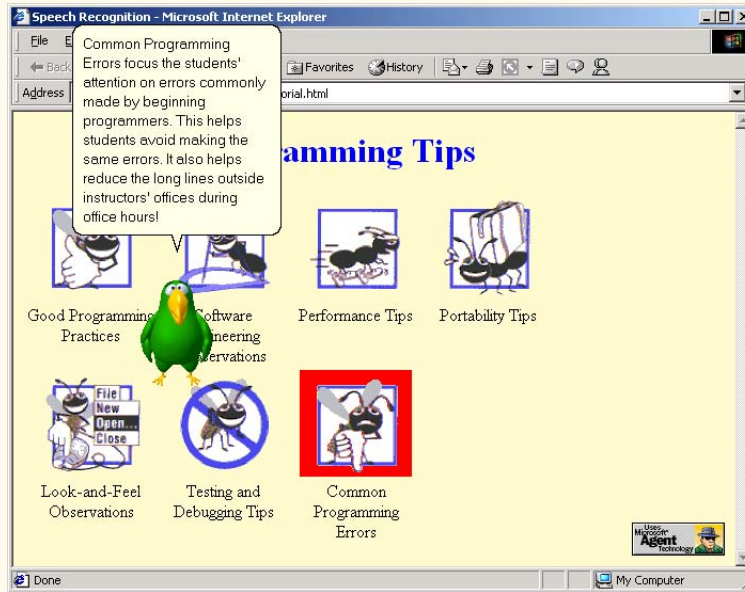 Speech Recognition - Microsoft Internet Explorer
File E
Back Favorites History
Address orial.html
Common Programming
Errors focus the students'
attention on errors commonly
made by beginning
programmers. This helps
students avoid making the
same errors. It also helps
reduce the long lines outside
instructors' offices during
office hours!
amming Tips
Good Programming
Practices
Software
ineering
ervations
Performance Tips
Portability Tips
File
New
Open...
Close
Look-and-Feel
Observations
Testing and
Debugging Tips
Common
Programming
Errors
Uses
Microsoft
Agent
Technology
Done
My Computer